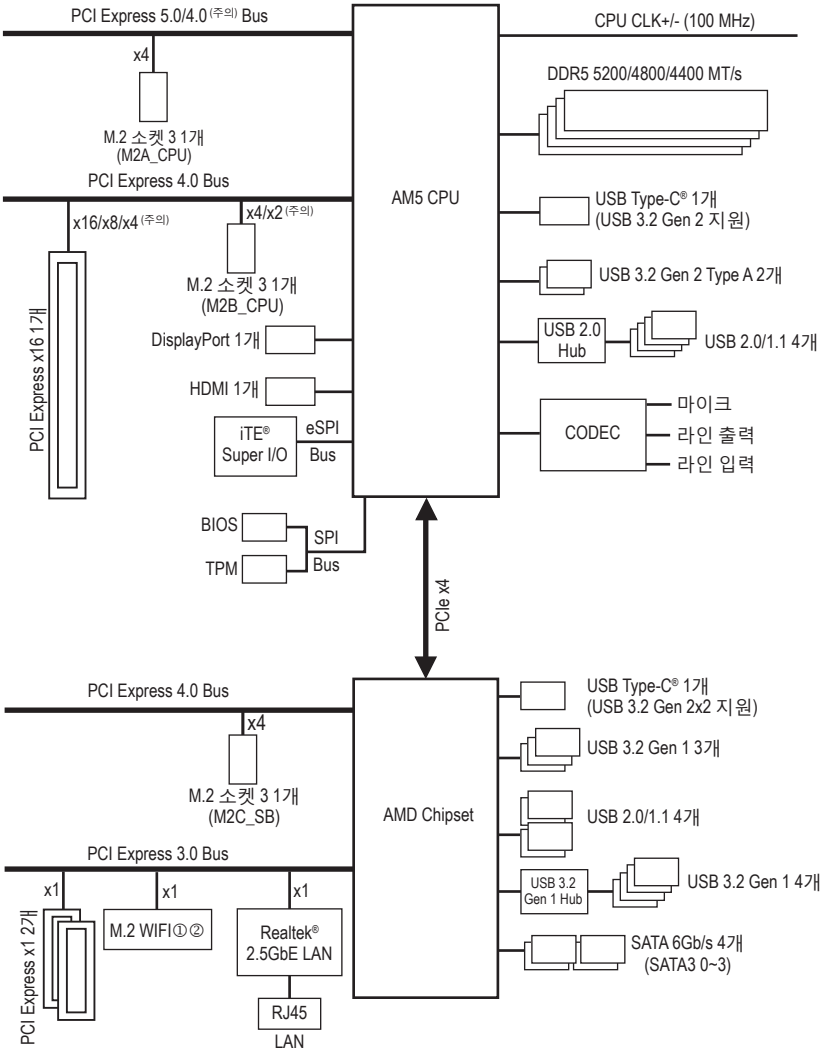 PCI Express 5.0/4.0 (주의) Bus
CPU CLK+/- (100 MHz)
x4
DDR5 5200/4800/4400 MT/s
M.2 소켓 3 1개
(M2A_CPU)
PCI Express 4.0 Bus
AM5 CPU
USB Type-C® 1개
(USB 3.2 Gen 2 지원)
x16/x8/x4 (주의)
x4/x2 (주의)
USB 3.2 Gen 2 Type A 2개
M.2 소켓 3 1개
(M2B_CPU)
PCI Express x16 1개
DisplayPort 1개
USB 2.0
Hub
USB 2.0/1.1 4개
HDMI 1개
iTE®
Super I/O
eSPI
Bus
CODEC
마이크
라인 출력
라인 입력
BIOS
TPM
SPI
Bus
PCIe x4
PCI Express 4.0 Bus
USB Type-C® 1개
(USB 3.2 Gen 2x2 지원)
x4
USB 3.2 Gen 1 3개
M.2 소켓 3 1개
(M2C_SB)
AMD Chipset
USB 2.0/1.1 4개
PCI Express 3.0 Bus
x1
x1
x1
USB 3.2
Gen 1 Hub
USB 3.2 Gen 1 4개
PCI Express x1 2개
M.2 WIFI①②
Realtek®
2.5GbE LAN
SATA 6Gb/s 4개
(SATA3 0~3)
RJ45
LAN